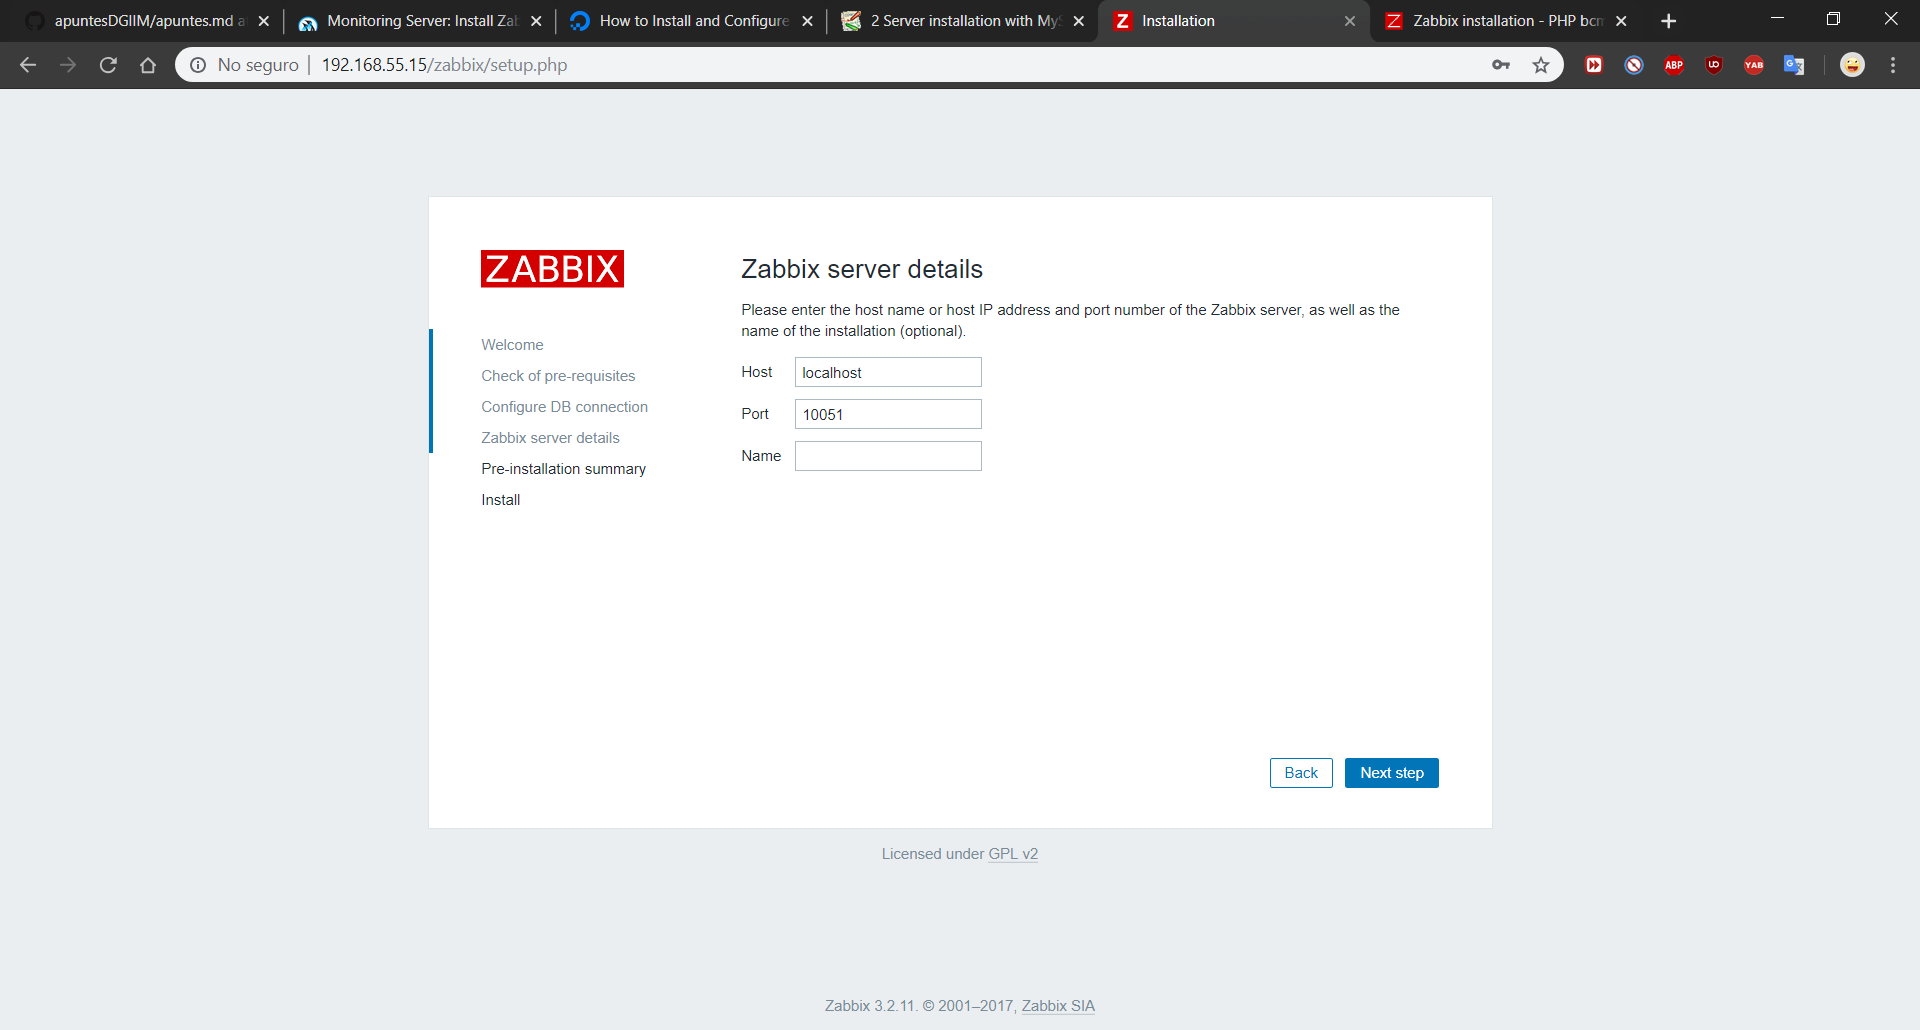 apuntesDGIIM/apuntes.md a
Monitoring Server: Install Zab
How to Install and Configure
2 Server installation with My
Installation
Zabbix installation - PHP bcm
No seguro
192.168.55.15/zabbix/setup.php
ABP
UD
YAB
ZABBIX
Welcome
Check of pre-requisites
Configure DB connection
Zabbix server details
Pre-installation summary
Install
Zabbix server details
Please enter the host name or host IP address and port number of the Zabbix server, as well as the
name of the installation (optional).
Host
localhost
Port
10051
Name
Back
Next step
Licensed under GPL v2
Zabbix 3.2.11. © 2001–2017, Zabbix SIA